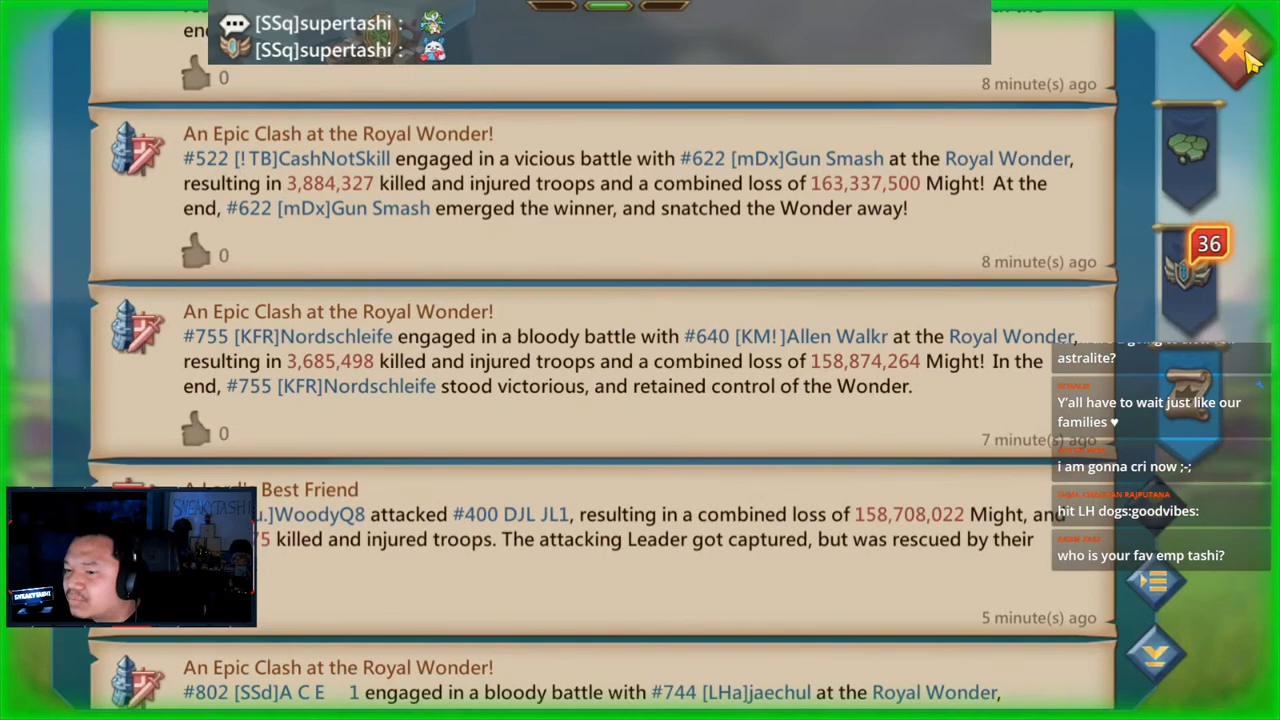 [SSq]supertashi :
[SSq]supertashi :
0
8 minute(s) ago
An Epic Clash at the Royal Wonder!
#522 [!TB]CashNotSkill engaged in a vicious battle with #622 [mDx]Gun Smash at the Royal Wonder,
resulting in 3,884,327 killed and injured troops and a combined loss of 163,337,500 Might! At the
end, #622 [mDx]Gun Smash emerged the winner, and snatched the Wonder away!
0
8 minute(s) ago
36
An Epic Clash at the Royal Wonder!
#755 [KFR]Nordschleife engaged in a bloody battle with #640 [KM!]Allen Walkr at the Royal Wonder,
resulting in 3,685,498 killed and injured troops and a combined loss of 158,874,264 Might! In the
end, #755 [KFR]Nordschleife stood victorious, and retained control of the Wonder.
0
7 minute(s) ago
astralite?
Y'all have to wait just like our
families ♥
i am gonna cri now ;-;
RAJPUTANA
hit LH dogs:goodvibes:
who is your fav emp tashi?
Best Friend
]WoodyQ8 attacked #400 DJL JL1, resulting in a combined loss of 158,708,022 Might, and
killed and injured troops. The attacking Leader got captured, but was rescued by their
5 minute(s) ago
SNEAKYTASHI
SNEAKYTASHI
An Epic Clash at the Royal Wonder!
#802 [SSd]A C E 1 engaged in a bloody battle with #744 [LHa]jaechul at the Royal Wonder,